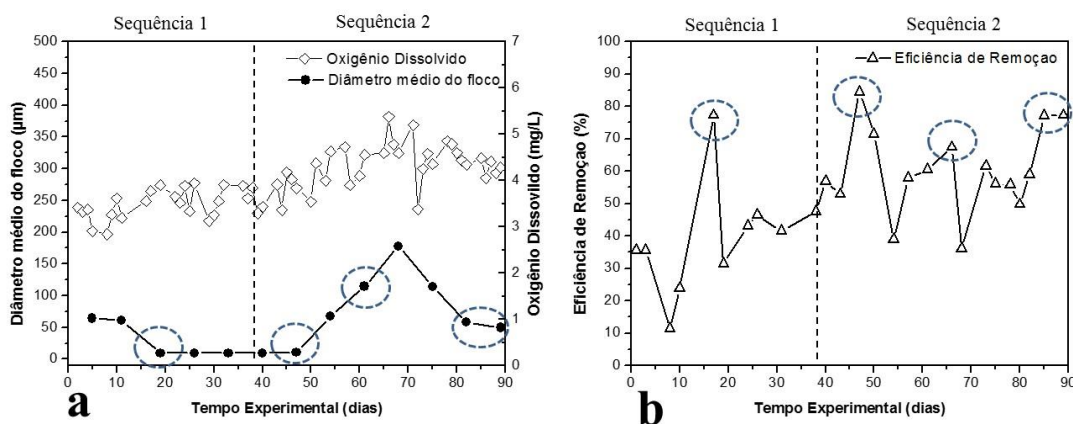 Sequência 1
Sequência 2
500
450
400
350
300
250
200
150
100
50
0
Diâmetro médio do floco (µm)
Oxigênio Dissolvido
Diâmetro médio do floco
7
6
5
4
3
2
1
0
Oxigênio Dissovlido (mg/L)
0 10 20 30 40 50 60 70 80 90
Tempo Experimental (dias)
a
Sequência 1
Sequência 2
100
90
80
70
60
50
40
30
20
10
0
Eficiência de Remoçao (%)
Eficiência de Remoçao
0 10 20 30 40 50 60 70 80 90
Tempo Experimental (dias)
b